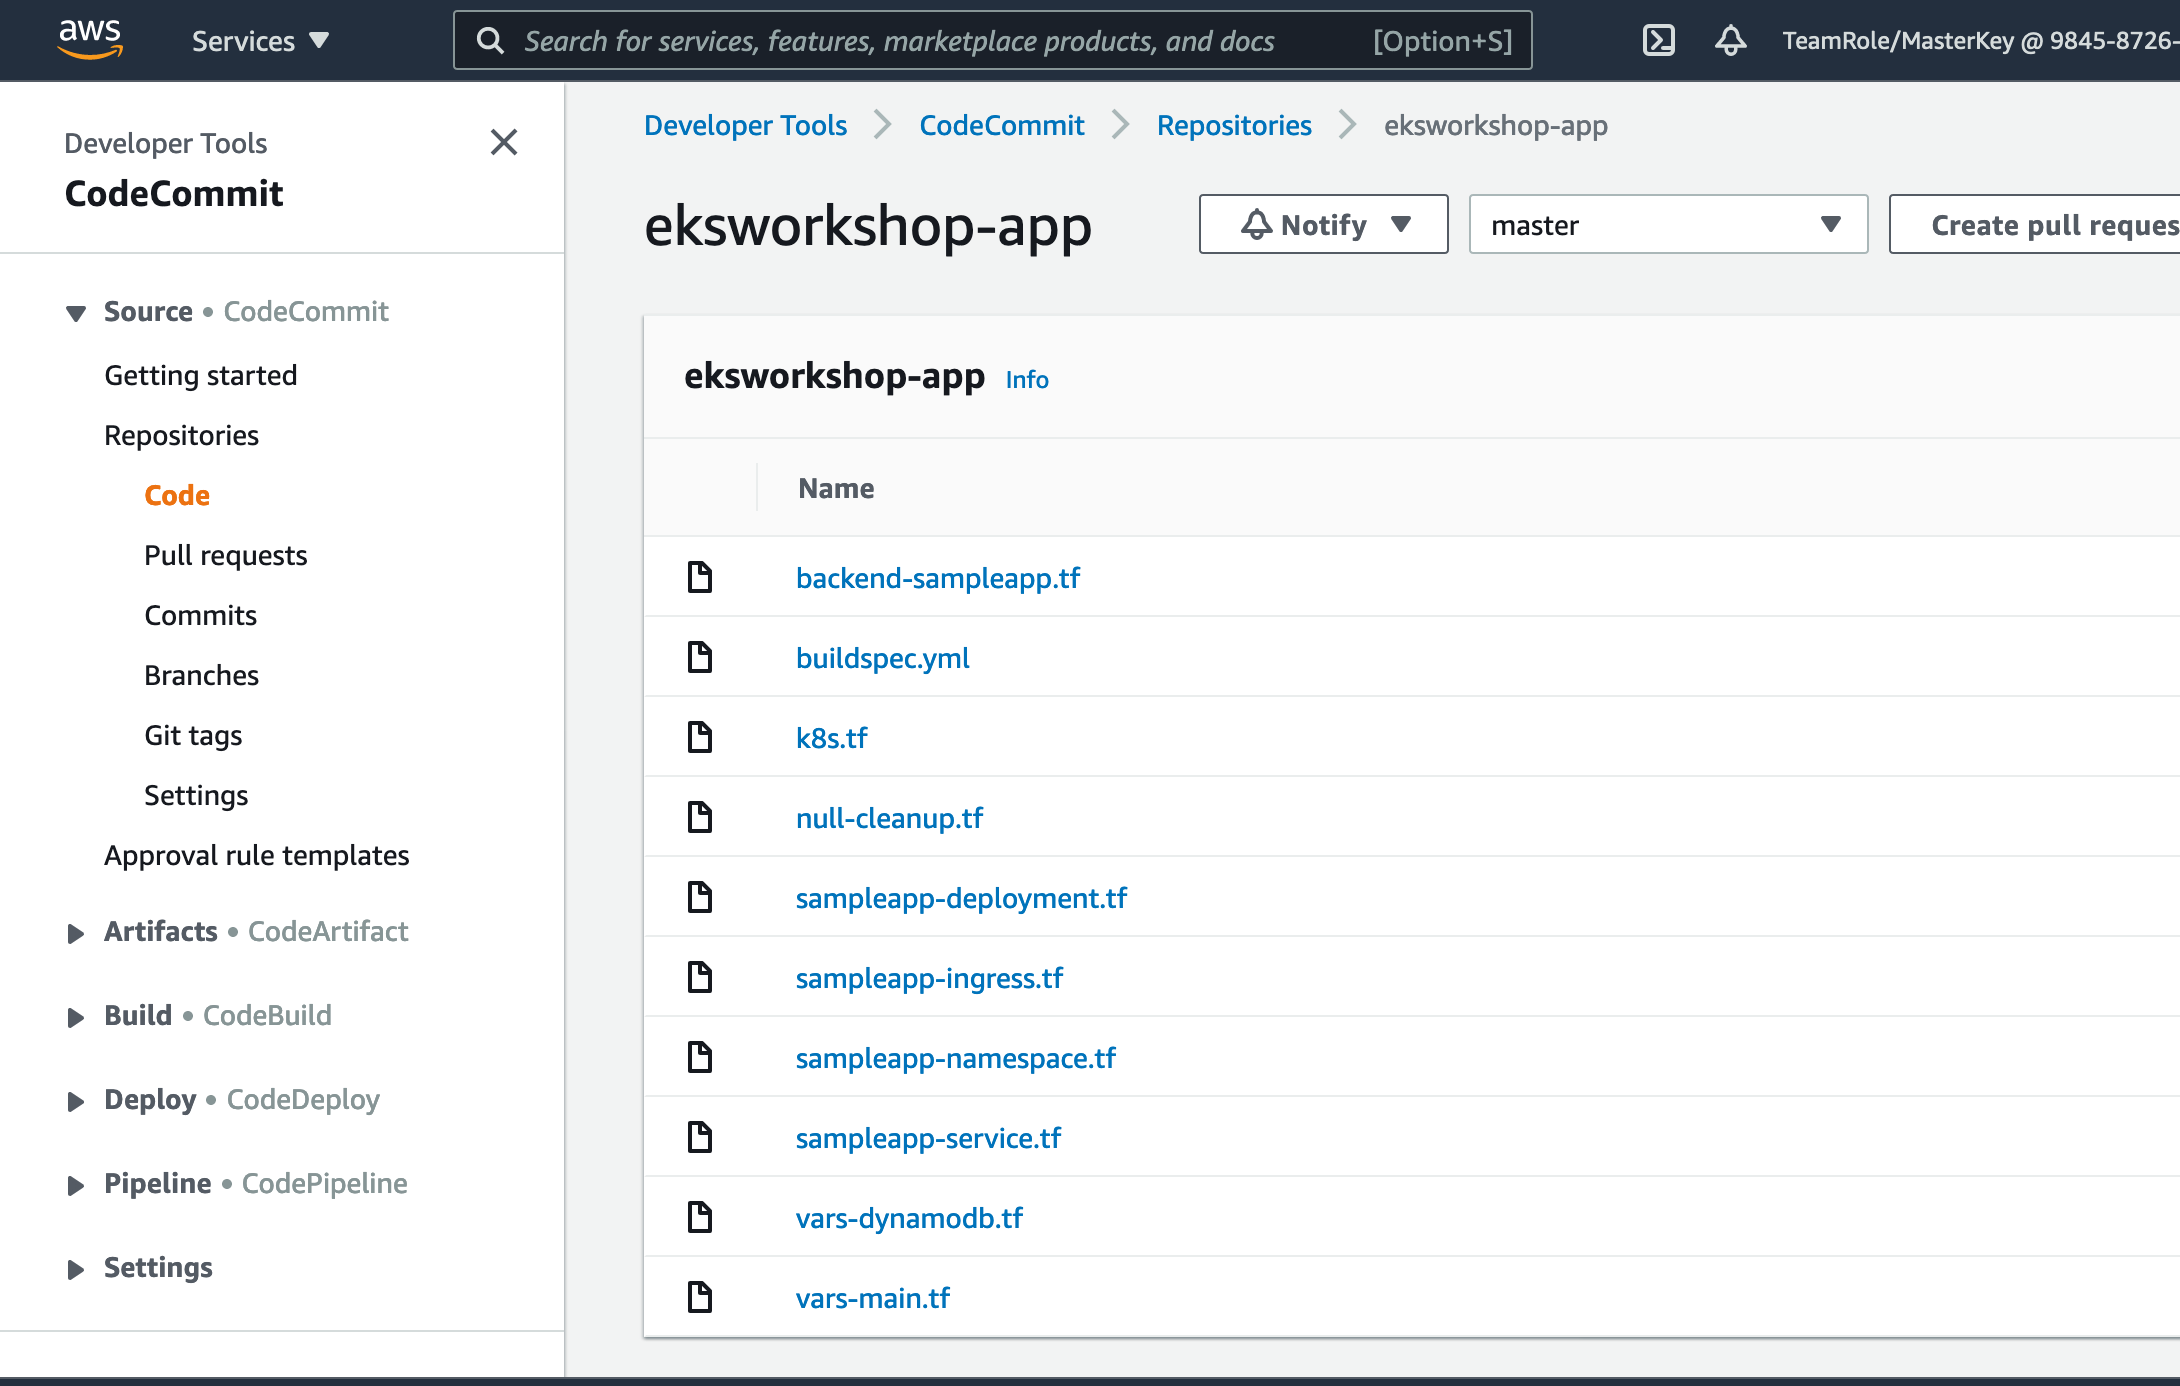 aws
Services
Search for services, features, marketplace products, and docs
[Option+S]
TeamRole/MasterKey @ 9845-8726-
Developer Tools
CodeCommit
Source • CodeCommit
Getting started
Repositories
Code
Pull requests
Commits
Branches
Git tags
Settings
Approval rule templates
Artifacts • CodeArtifact
Build • CodeBuild
Deploy • CodeDeploy
Pipeline • CodePipeline
Settings
Developer Tools
CodeCommit
Repositories
eksworkshop-app
eksworkshop-app
Notify
master
Create pull reques
eksworkshop-app Info
Name
backend-sampleapp.tf
buildspec.yml
k8s.tf
null-cleanup.tf
sampleapp-deployment.tf
sampleapp-ingress.tf
sampleapp-namespace.tf
sampleapp-service.tf
vars-dynamodb.tf
vars-main.tf